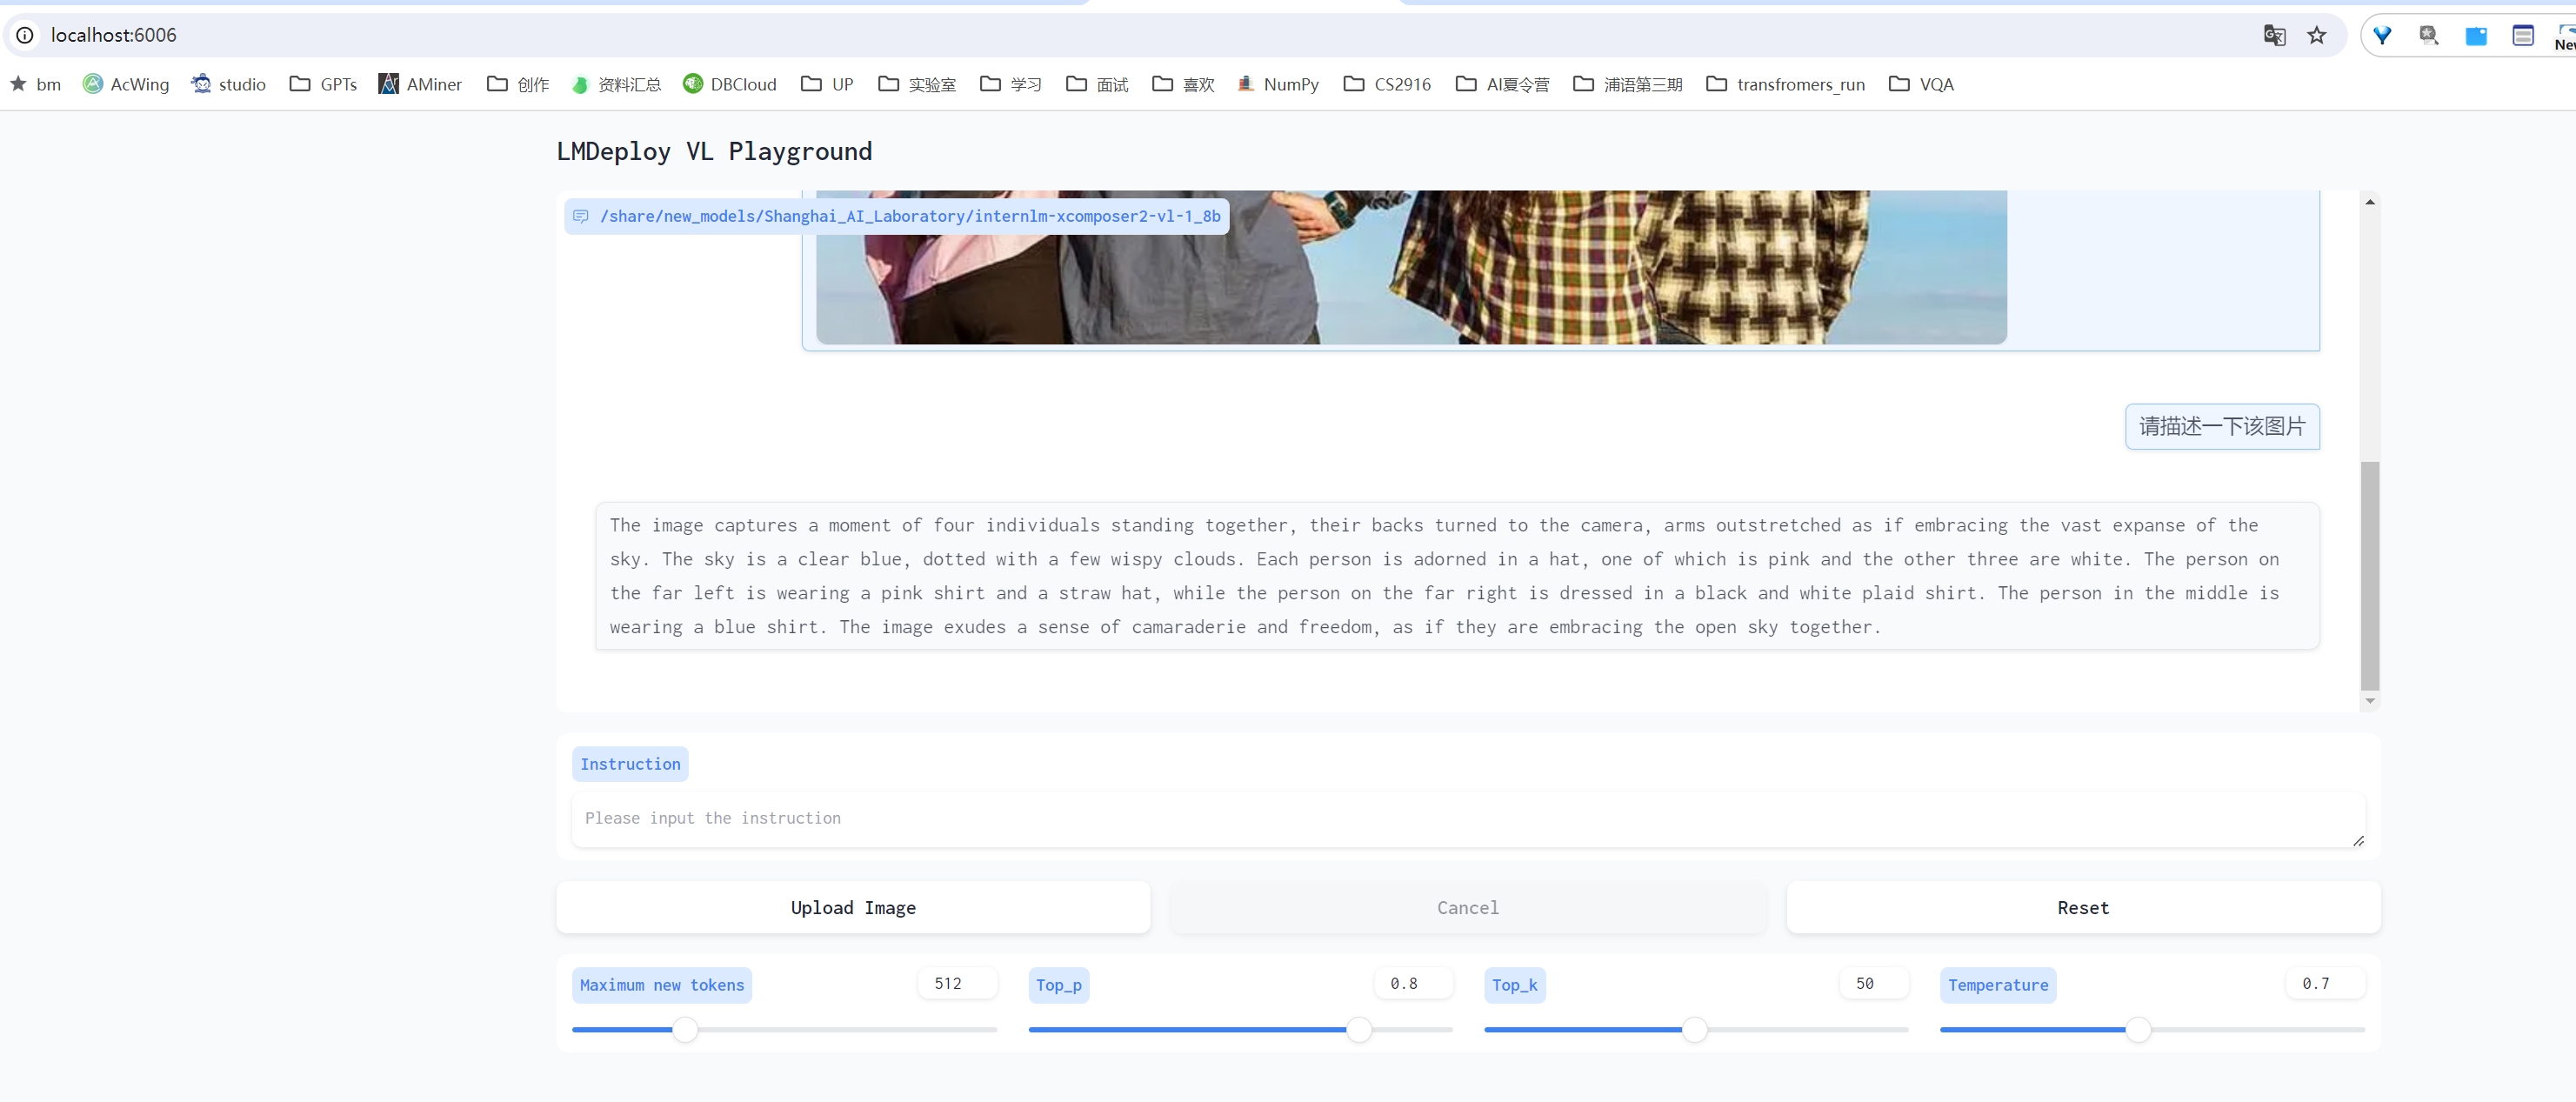 localhost:6006
New
bm AcWing studio GPTs AMiner 创作 资料汇总 DBCloud UP 实验室 学习 面试 喜欢 NumPy CS2916 AI夏令营 浦语第三期 transfromers_run VQA
LMDeploy VL Playground
/share/new_models/Shanghai_AI_Laboratory/internlm-xcomposer2-vl-1_8b
请描述一下该图片
The image captures a moment of four individuals standing together, their backs turned to the camera, arms outstretched as if embracing the vast expanse of the
sky. The sky is a clear blue, dotted with a few wispy clouds. Each person is adorned in a hat, one of which is pink and the other three are white. The person on
the far left is wearing a pink shirt and a straw hat, while the person on the far right is dressed in a black and white plaid shirt. The person in the middle is
wearing a blue shirt. The image exudes a sense of camaraderie and freedom, as if they are embracing the open sky together.
Instruction
Please input the instruction
Upload Image Cancel Reset
Maximum new tokens 512 Top_p 0.8 Top_k 50 Temperature 0.7